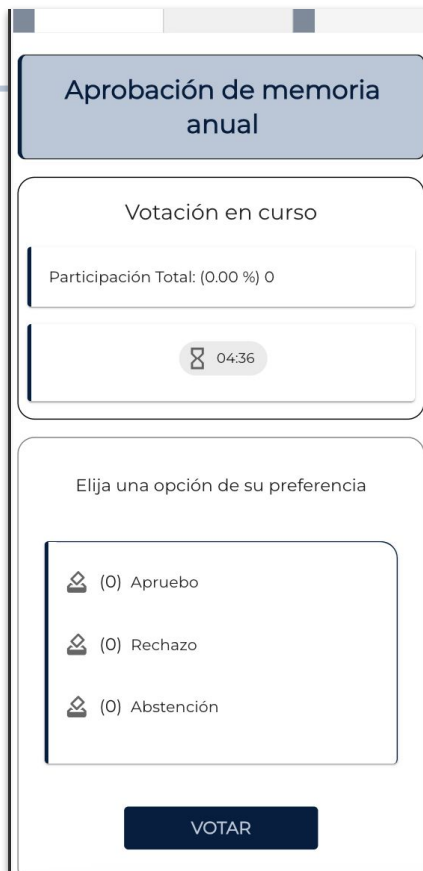 Aprobación de memoria
anual
Votación en curso
Participación Total: (0.00 %) 0
04:36
Elija una opción de su preferencia
(0) Apruebo
(0) Rechazo
(0) Abstención
VOTAR